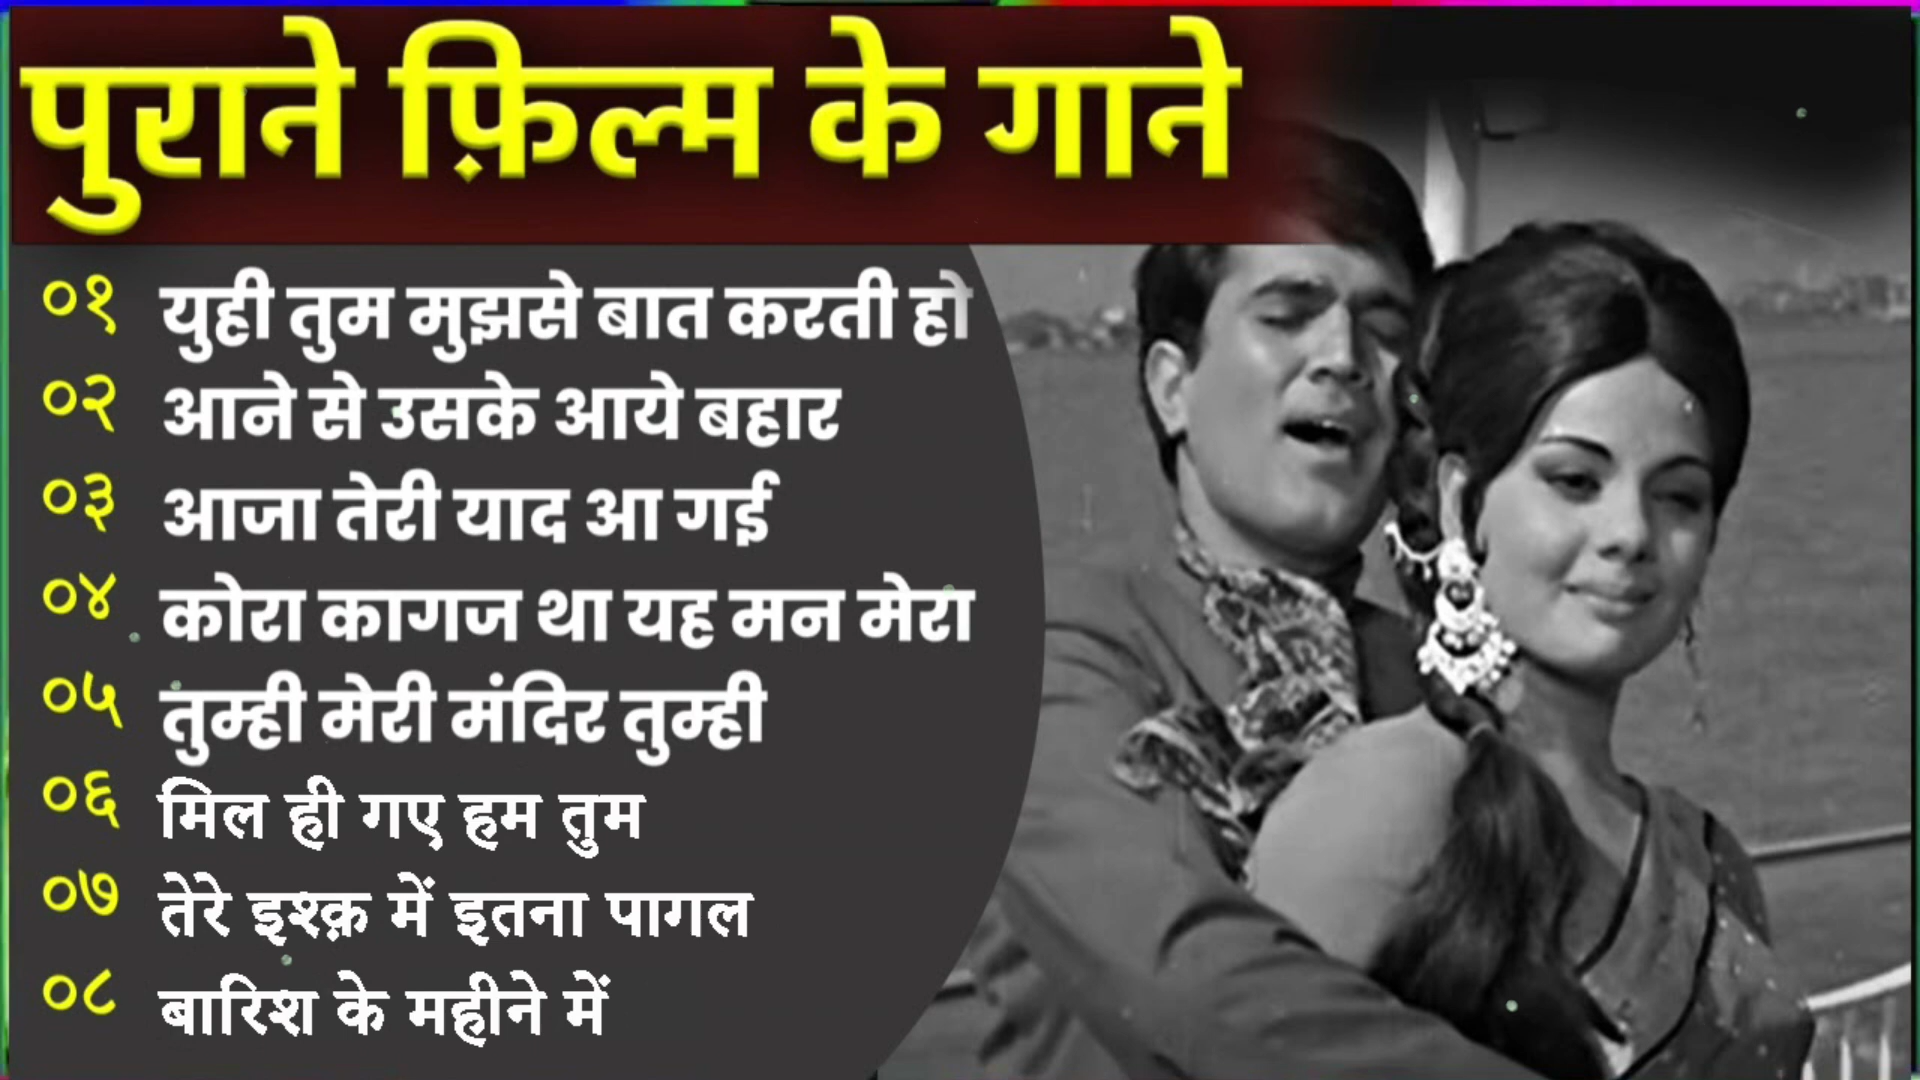 पुराने फ़िल्म के गाने
०१ युही तुम मुझसे बात करती हो
०२ आने से उसके आये बहार
०३ आजा तेरी याद आ गई
०४ कोरा कागज था यह मन मेरा
०५ तुम्ही मेरी मंदिर तुम्ही
०६ मिल ही गए हम तुम
०७ तेरे इश्क़ में इतना पागल
०८ बारिश के महीने में